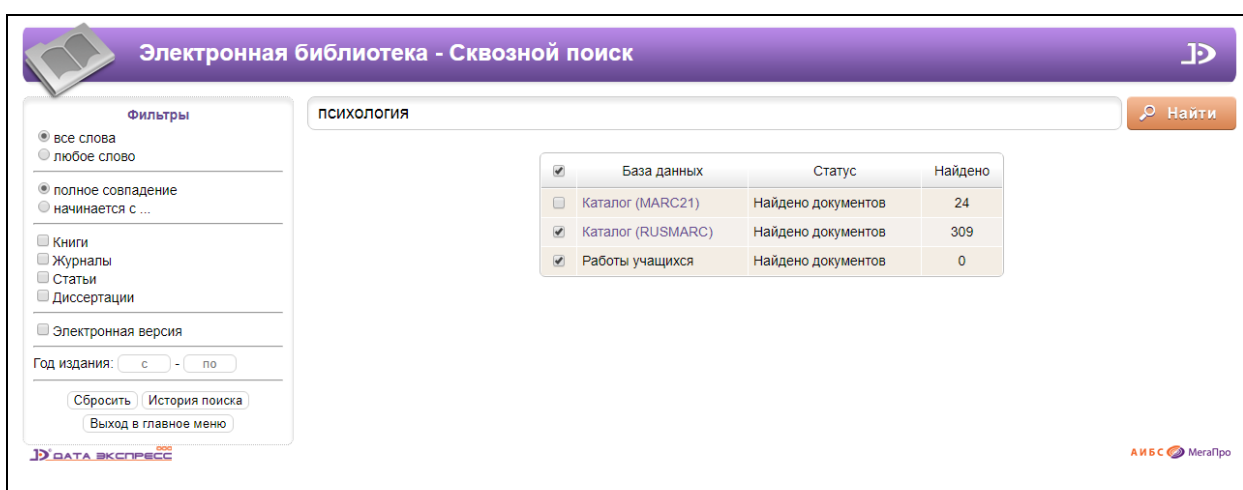 Электронная библиотека - Сквозной поиск
Фильтры
все слова
любое слово
полное совпадение
начинается с ...
Книги
Журналы
Статьи
Диссертации
Электронная версия
Год издания: с - по
Сбросить История поиска
Выход в главное меню
ДАТА ЭКСПРЕСС
психология Найти
База данных Статус Найдено
Каталог (MARC21) Найдено документов 24
Каталог (RUSMARC) Найдено документов 309
Работы учащихся Найдено документов 0
АИБС МегаПро